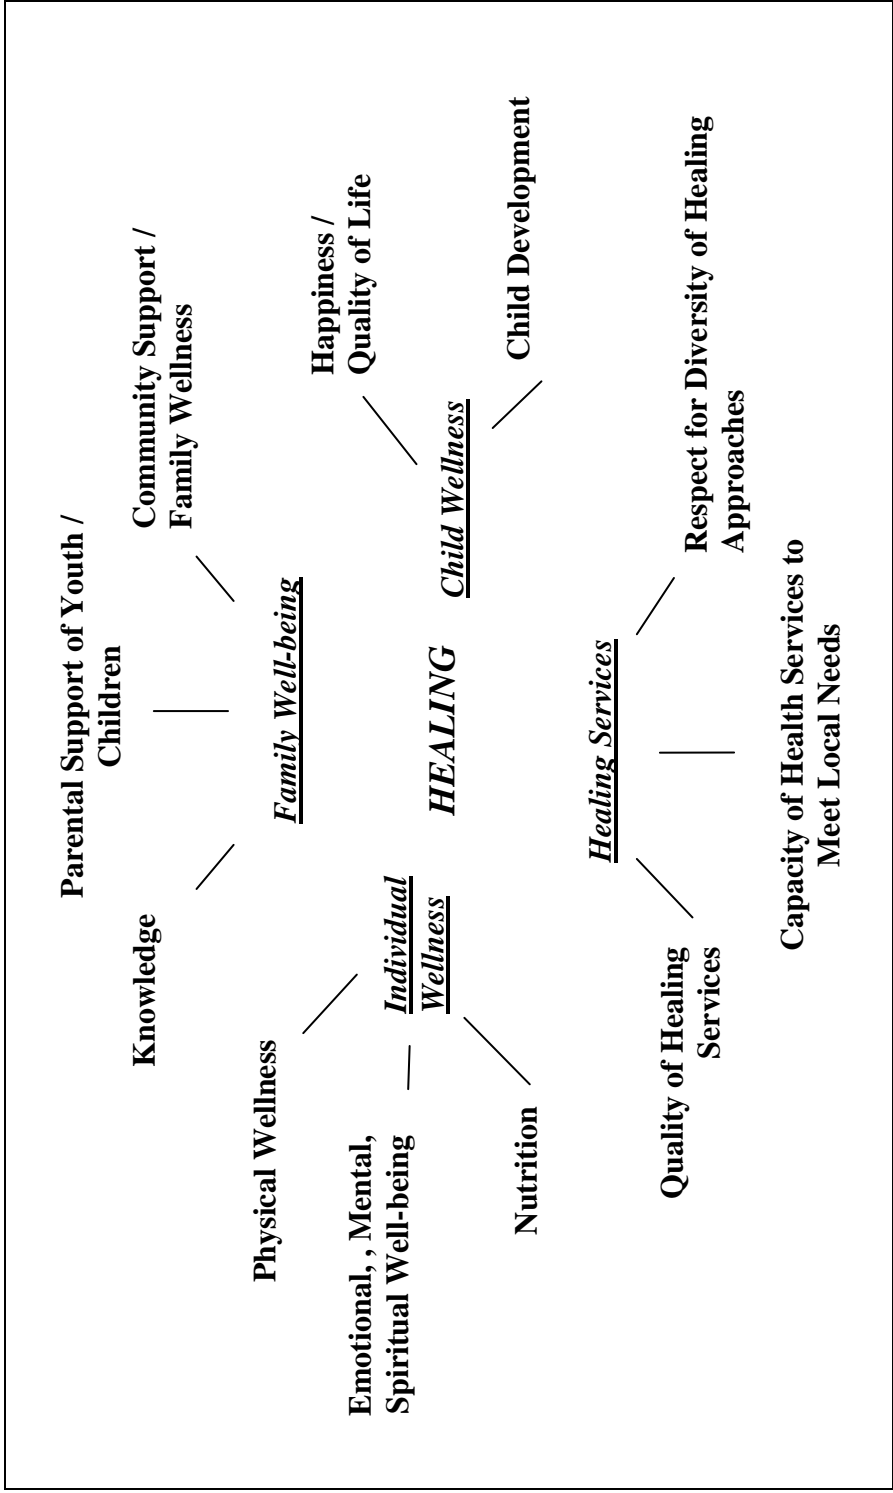 Parental Support of Youth /
Children
Knowledge
Community Support /
Family Wellness
Physical Wellness
Family Well-being
Happiness /
Quality of Life
Emotional, , Mental,
Spiritual Well-being
Individual
Wellness
HEALING
Child Wellness
Nutrition
Child Development
Healing Services
Quality of Healing
Services
Respect for Diversity of Healing
Approaches
Capacity of Health Services to
Meet Local Needs